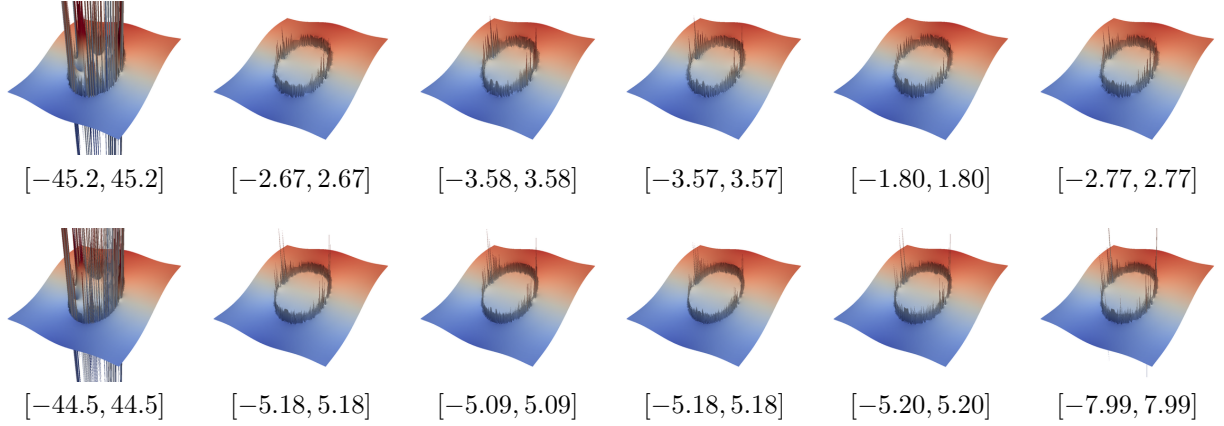 [−45.2, 45.2] [−2.67, 2.67] [−3.58, 3.58] [−3.57, 3.57] [−1.80, 1.80] [−2.77, 2.77]
[−44.5, 44.5] [−5.18, 5.18] [−5.09, 5.09] [−5.18, 5.18] [−5.20, 5.20] [−7.99, 7.99]